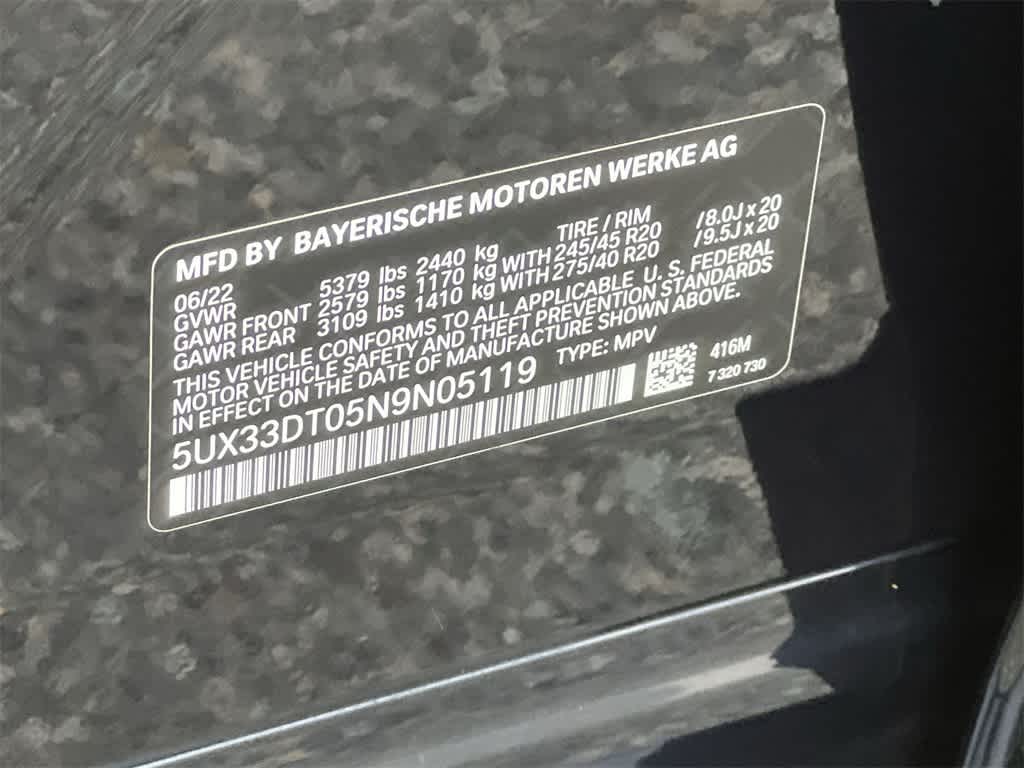 MFD BY BAYERISCHE MOTOREN WERKE AG
06/22 TIRE / RIM
GVWR 5379 lbs 2440 kg
GAWR FRONT 2579 lbs 1170 kg WITH 245/45 R20 /8.0J x 20
GAWR REAR 3109 lbs 1410 kg WITH 275/40 R20 /9.5J x 20
THIS VEHICLE CONFORMS TO ALL APPLICABLE U. S. FEDERAL
MOTOR VEHICLE SAFETY AND THEFT PREVENTION STANDARDS
IN EFFECT ON THE DATE OF MANUFACTURE SHOWN ABOVE.
5UX33DT05N9N05119 TYPE: MPV 416M
7 320 730